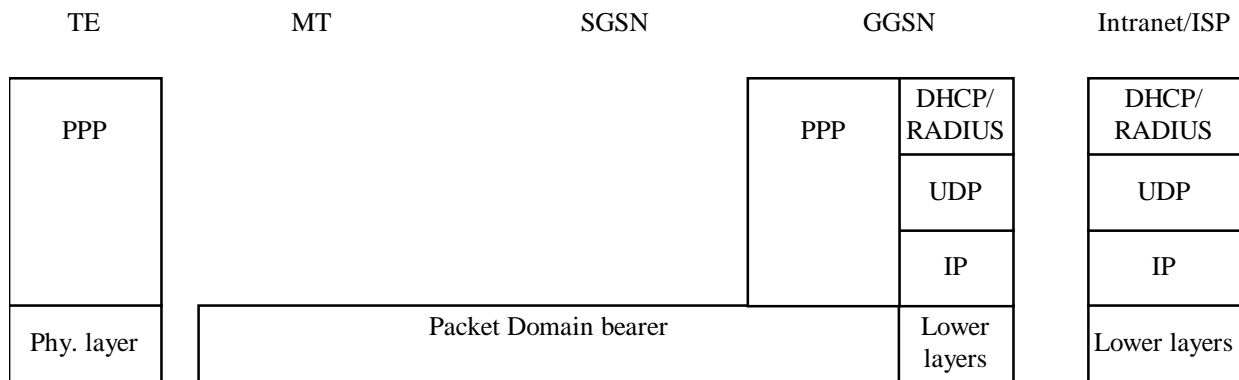 TE MT SGSN GGSN Intranet/ISP
PPP PPP DHCP/ DHCP/
RADIUS RADIUS
UDP UDP
IP IP
Phy. layer Packet Domain bearer Lower Lower layers
layers